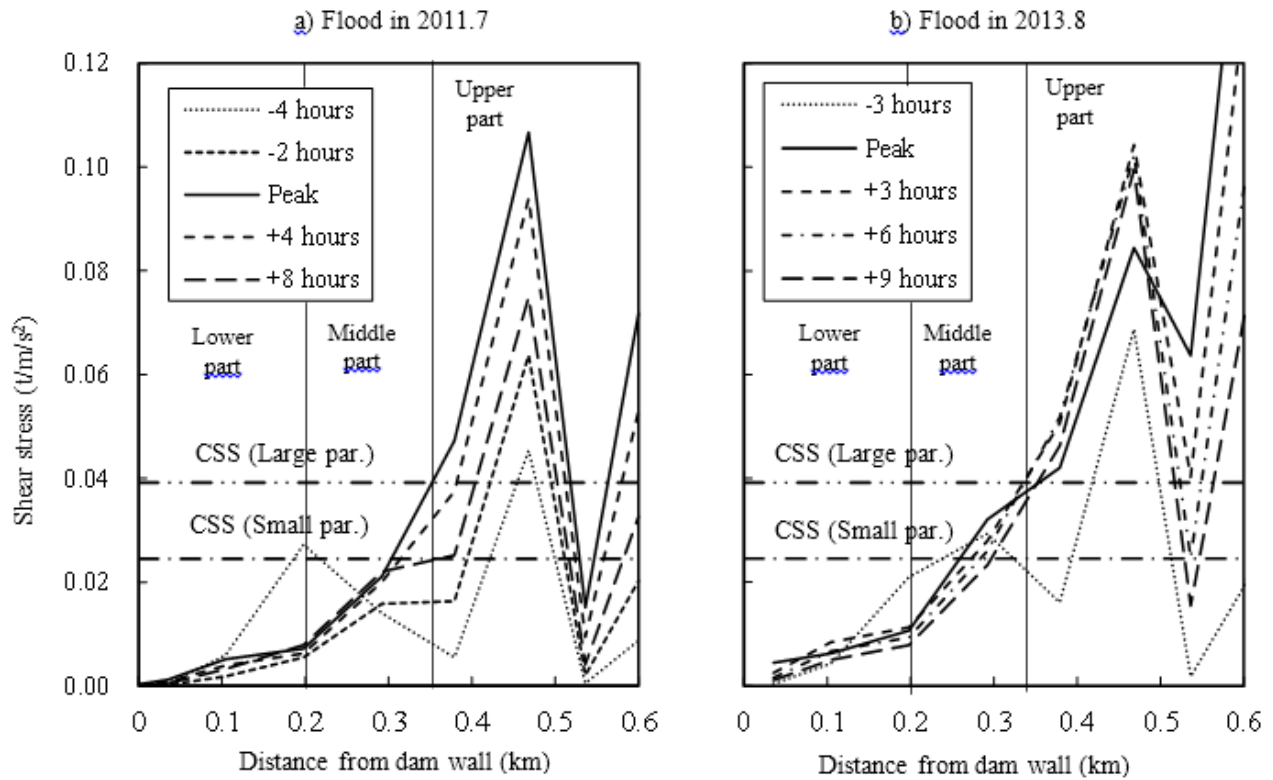 a) Flood in 2011.7
0.12
0.10
0.08
0.06
0.04
0.02
0.00
Shear stress (t/m/s²)
-4 hours
-2 hours
Peak
+4 hours
+8 hours
Upper
part
Lower
part
Middle
part
CSS (Large par.)
CSS (Small par.)
0 0.1 0.2 0.3 0.4 0.5 0.6
Distance from dam wall (km)
b) Flood in 2013.8
-3 hours
Peak
+3 hours
+6 hours
+9 hours
Upper
part
Lower
part
Middle
part
CSS (Large par.)
CSS (Small par.)
0 0.1 0.2 0.3 0.4 0.5 0.6
Distance from dam wall (km)